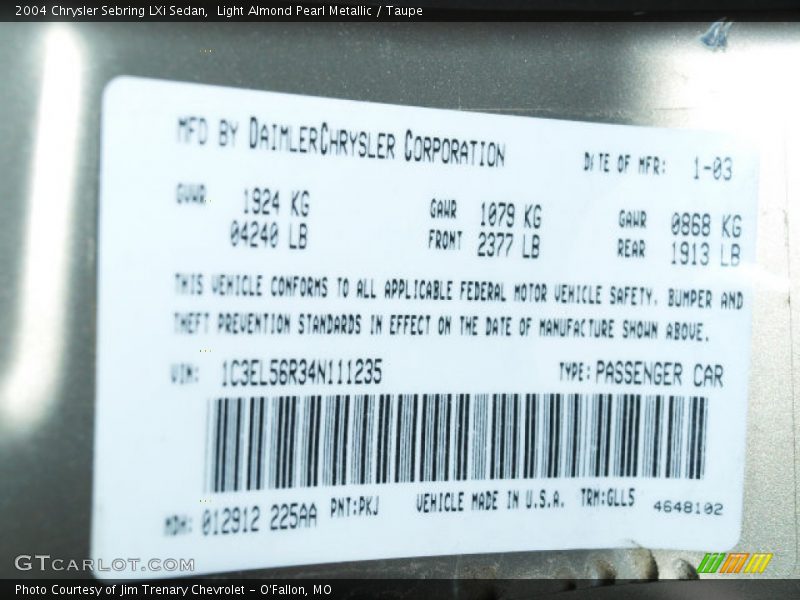 2004 Chrysler Sebring LXi Sedan,  Light Almond Pearl Metallic / Taupe
MFD BY DAIMLERCHRYSLER CORPORATION DATE OF MFR: 1-03
GVWR 1924 KG GAWR 1079 KG GAWR 0868 KG
04240 LB FRONT 2377 LB REAR 1913 LB
THIS VEHICLE CONFORMS TO ALL APPLICABLE FEDERAL MOTOR VEHICLE SAFETY, BUMPER AND
THEFT PREVENTION STANDARDS IN EFFECT ON THE DATE OF MANUFACTURE SHOWN ABOVE.
VIN: 1C3EL56R34N111235 TYPE: PASSENGER CAR
MDH: 012912 225AA PNT:PKJ VEHICLE MADE IN U.S.A. TRM:GLL5 4648102
GTCARLOT.COM
Photo Courtesy of Jim Trenary Chevrolet - O'Fallon, MO